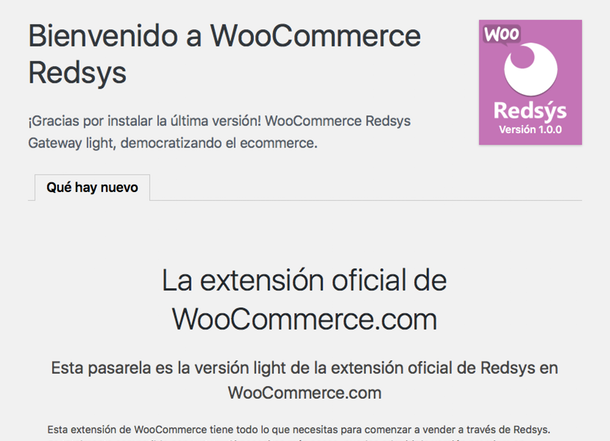 Bienvenido a WooCommerce
Redsys
¡Gracias por instalar la última versión! WooCommerce Redsys
Gateway light, democratizando el ecommerce.
WOO
Redsýs
Versión 1.0.0
Qué hay nuevo
La extensión oficial de
WooCommerce.com
Esta pasarela es la versión light de la extensión oficial de Redsys en
WooCommerce.com
Esta extensión de WooCommerce tiene todo lo que necesitas para comenzar a vender a través de Redsys.